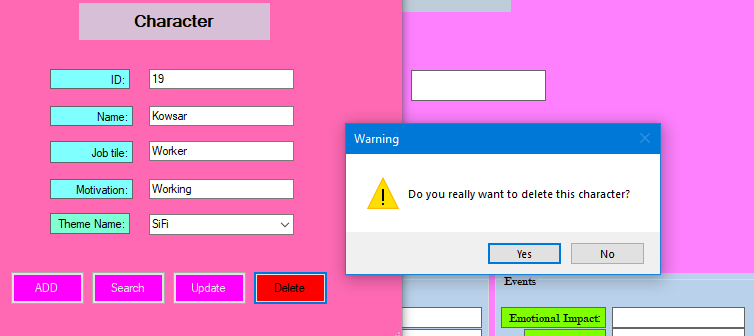 Character
ID: 19
Name: Kowsar
Job tile: Worker
Motivation: Working
Theme Name: SiFi
ADD Search Update Delete
Warning
Do you really want to delete this character?
Yes No
Events
Emotional Impact: